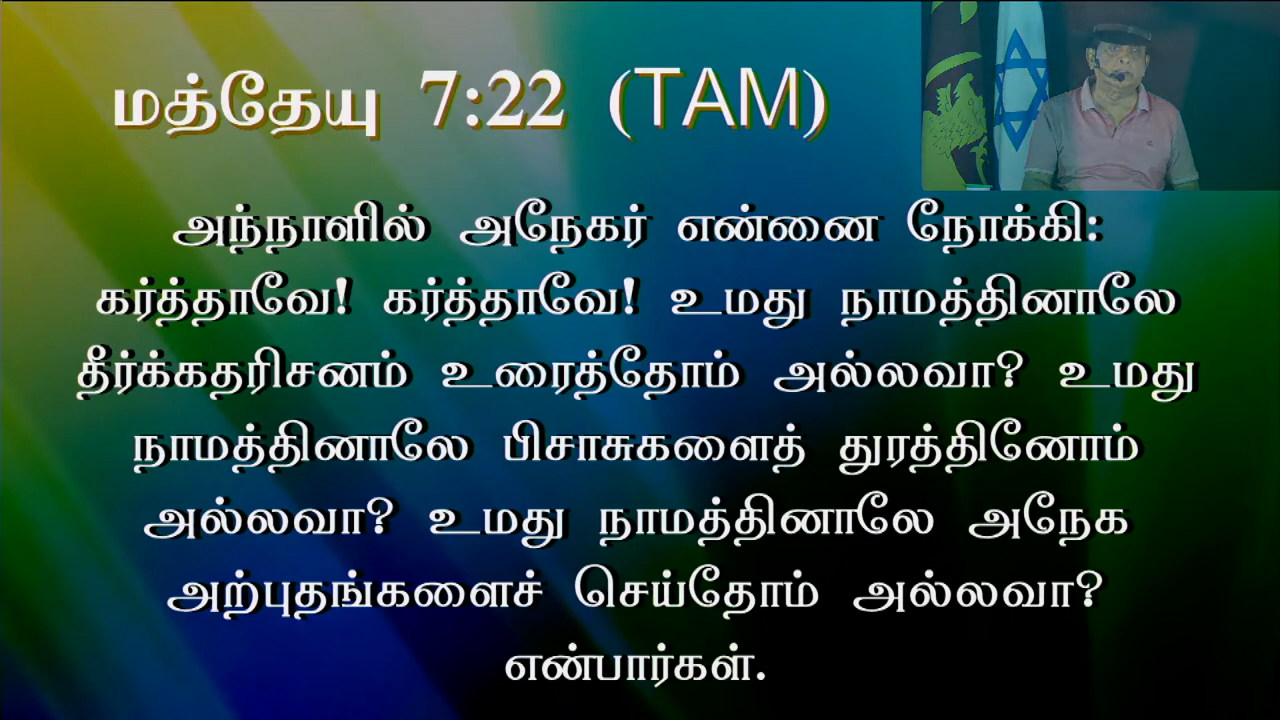 மத்தேயு 7:22 (TAM)
அந்நாளில் அநேகர் என்னை நோக்கி:
கர்த்தாவே! கர்த்தாவே! உமது நாமத்தினாலே
தீர்க்கதரிசனம் உரைத்தோம் அல்லவா? உமது
நாமத்தினாலே பிசாசுகளைத் துரத்தினோம்
அல்லவா? உமது நாமத்தினாலே அநேக
அற்புதங்களைச் செய்தோம் அல்லவா?
என்பார்கள்.